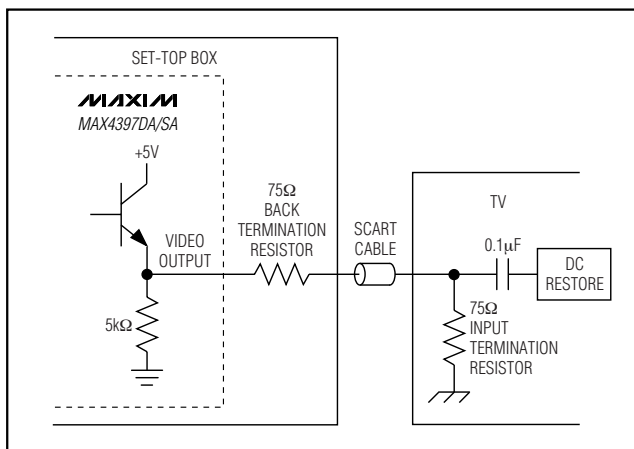 SET-TOP BOX
MAXIM
MAX4397DA/SA
+5V
VIDEO
OUTPUT
5kΩ
75Ω
BACK
TERMINATION
RESISTOR
SCART
CABLE
TV
0.1μF
DC
RESTORE
75Ω
INPUT
TERMINATION
RESISTOR